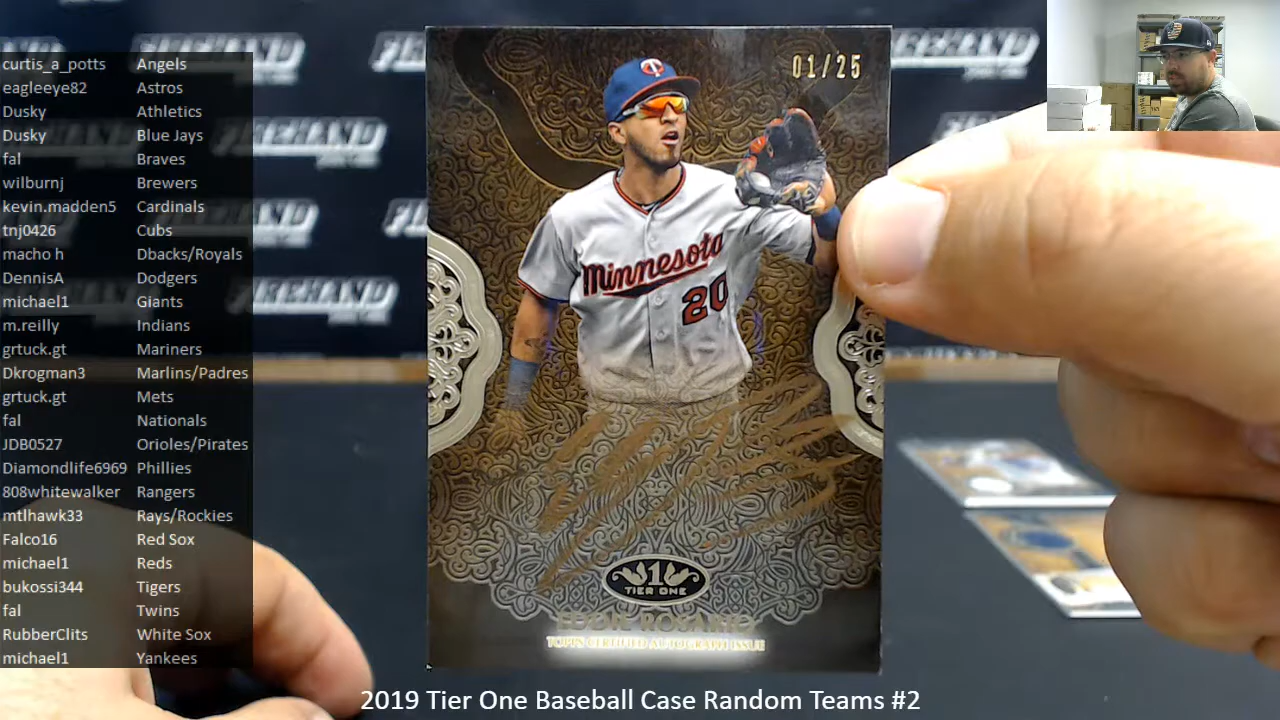 curtis_a_potts Angels
eagleeye82 Astros
Dusky Athletics
Dusky Blue Jays
fal Braves
wilburnj Brewers
kevin.madden5 Cardinals
tnj0426 Cubs
macho h Dbacks/Royals
DennisA Dodgers
michael1 Giants
m.reilly Indians
grtuck.gt Mariners
Dkrogman3 Marlins/Padres
grtuck.gt Mets
fal Nationals
JDB0527 Orioles/Pirates
Diamondlife6969 Phillies
808whitewalker Rangers
mtlhawk33 Rays/Rockies
Falco16 Red Sox
michael1 Reds
bukossi344 Tigers
fal Twins
RubberClits White Sox
michael1 Yankees
FIREHAND
01/25
Minnesota
20
1
TIER ONE
EDDIE ROSARIO
TOPPS CERTIFIED AUTOGRAPH ISSUE
2019 Tier One Baseball Case Random Teams #2